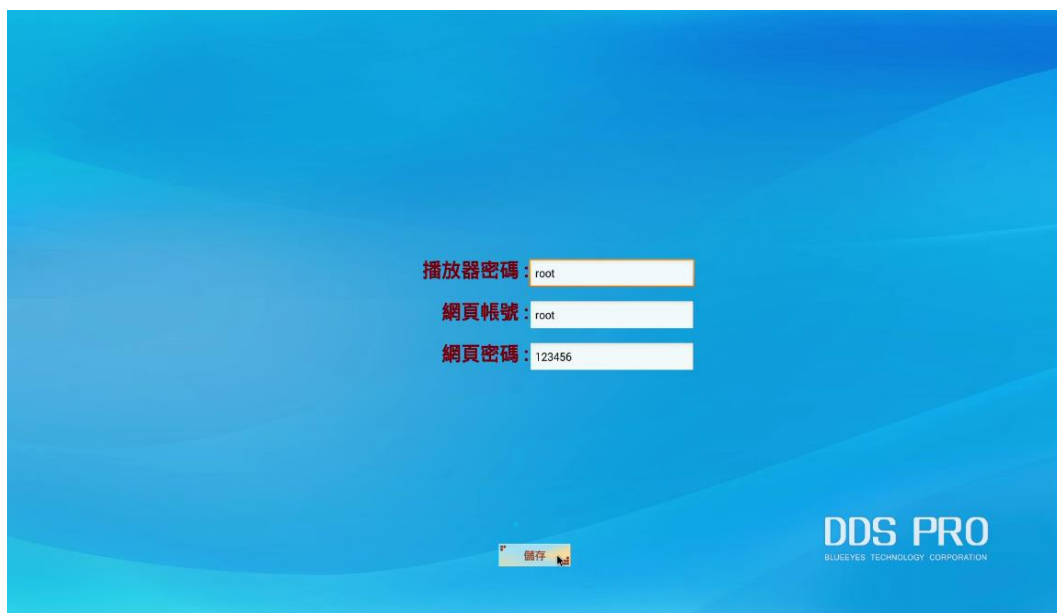 播放器密碼 : root
網頁帳號 : root
網頁密碼 : 123456
儲存
DDS PRO
BLUEEYES TECHNOLOGY CORPORATION